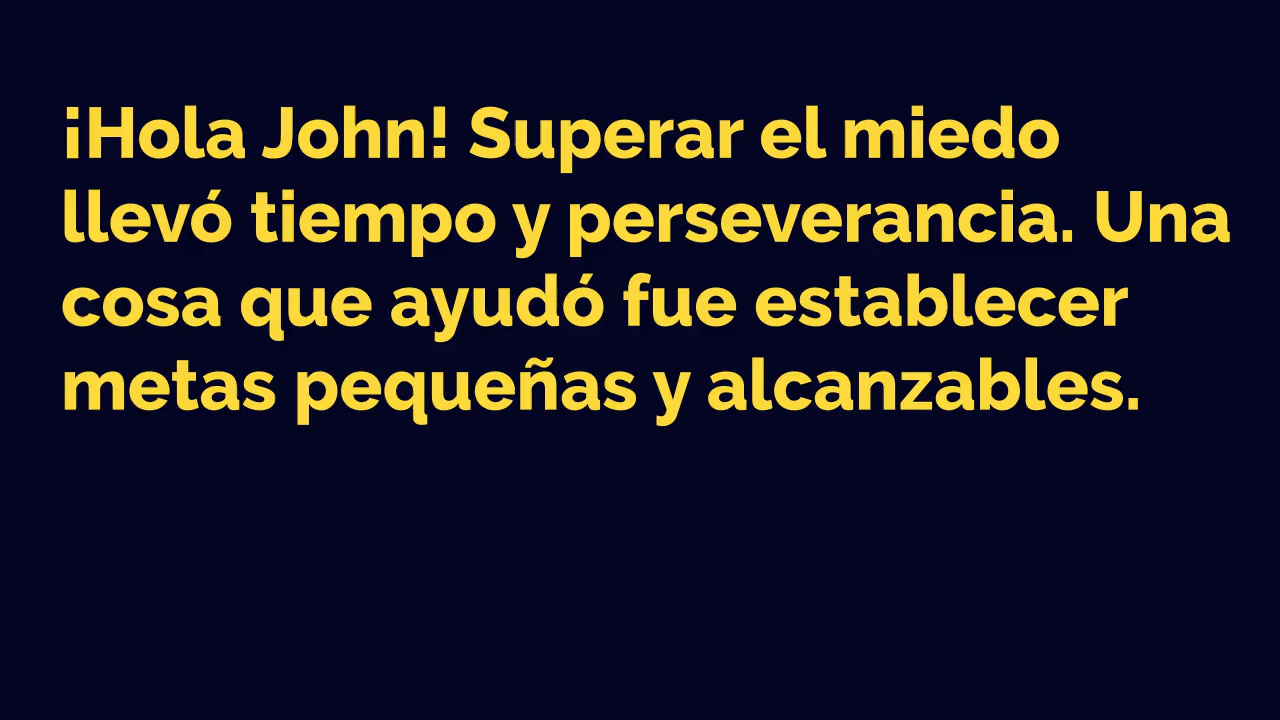 ¡Hola John! Superar el miedo
llevó tiempo y perseverancia. Una
cosa que ayudó fue establecer
metas pequeñas y alcanzables.